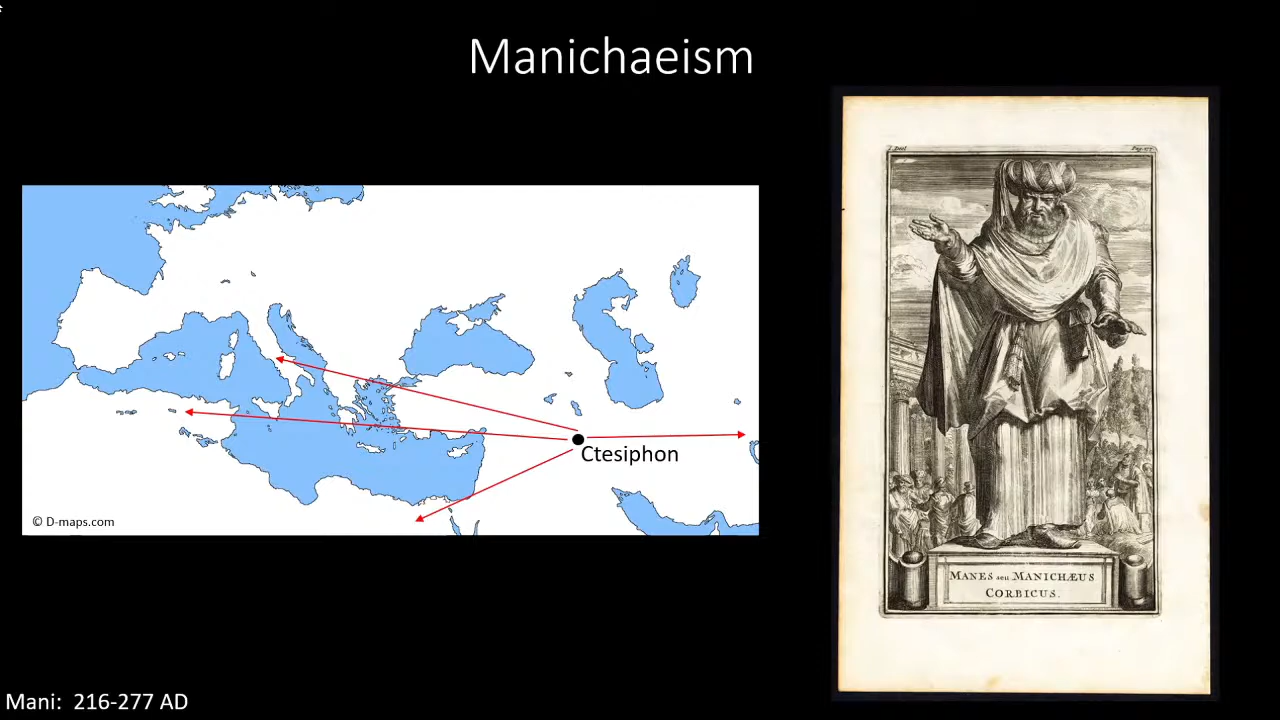 Manichaeism
Ctesiphon
© D-maps.com
MANES seu MANICHÆUS
CORBICUS.
Mani: 216-277 AD